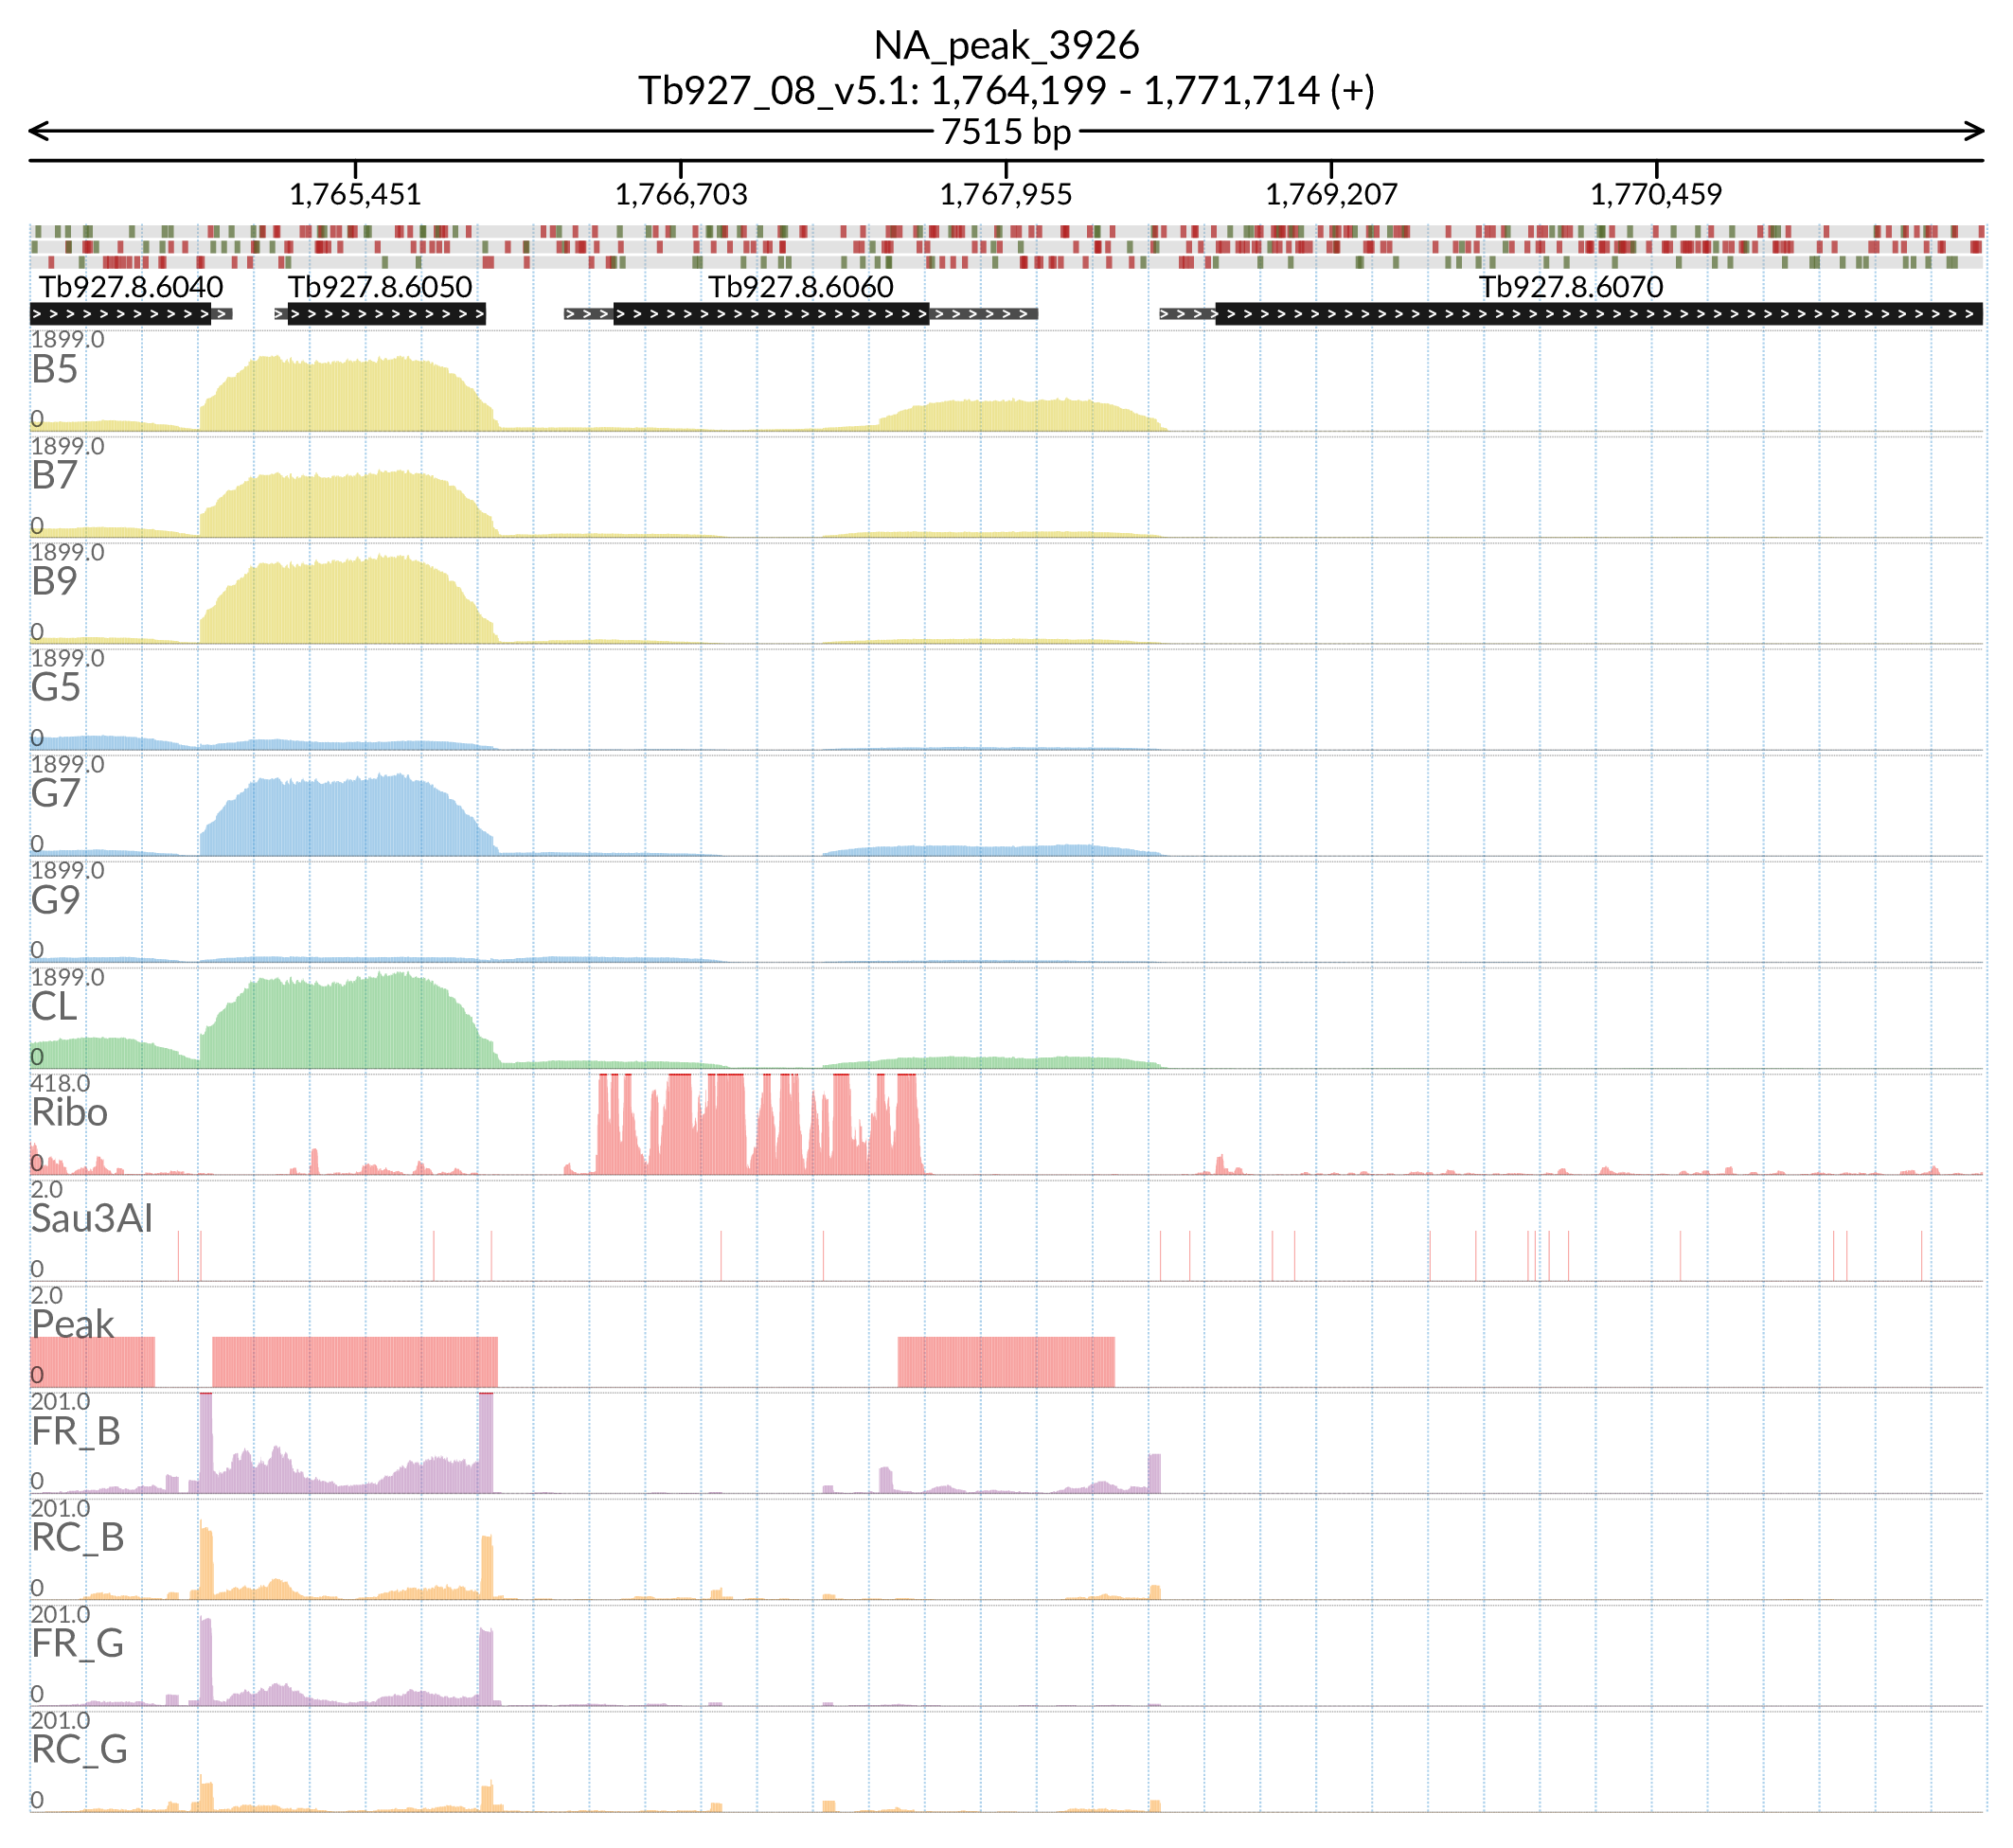 NA_peak_3926
Tb927_08_v5.1: 1,764,199 - 1,771,714 (+)
7515 bp
1,765,451 1,766,703 1,767,955 1,769,207 1,770,459
Tb927.8.6040 Tb927.8.6050 Tb927.8.6060 Tb927.8.6070
1899.0
B5
0
1899.0
B7
0
1899.0
B9
0
1899.0
G5
0
1899.0
G7
0
1899.0
G9
0
1899.0
CL
0
418.0
Ribo
0
2.0
Sau3AI
0
2.0
Peak
0
201.0
FR_B
0
201.0
RC_B
0
201.0
FR_G
0
201.0
RC_G
0